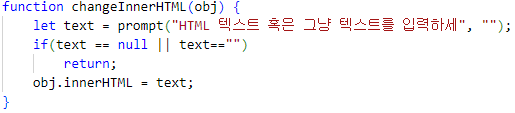 function changeInnerHTML(obj) {
let text = prompt("HTML 텍스트 혹은 그냥 텍스트를 입력하세", "");
if(text == null || text=="")
return;
obj.innerHTML = text;
}